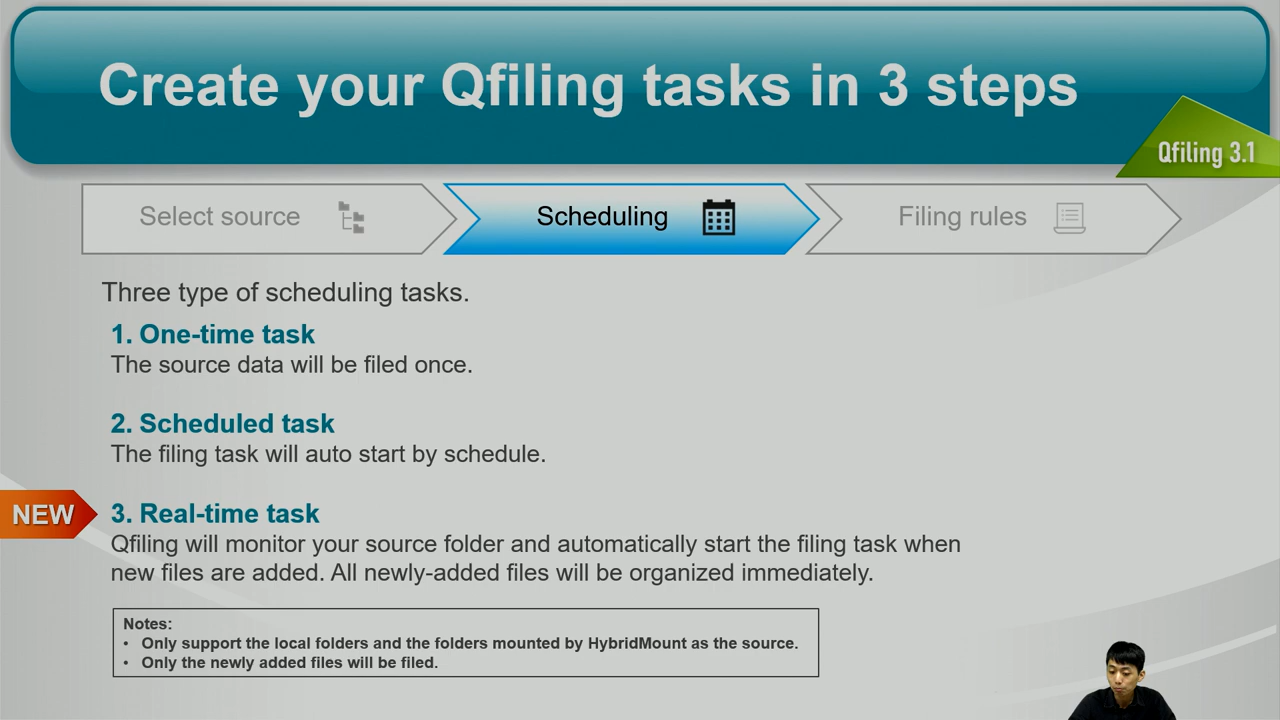 Create your Qfiling tasks in 3 steps
Qfiling 3.1
Select source
Scheduling
Filing rules
Three type of scheduling tasks.
1. One-time task
The source data will be filed once.
2. Scheduled task
The filing task will auto start by schedule.
NEW
3. Real-time task
Qfiling will monitor your source folder and automatically start the filing task when
new files are added. All newly-added files will be organized immediately.
Notes:
• Only support the local folders and the folders mounted by HybridMount as the source.
• Only the newly added files will be filed.